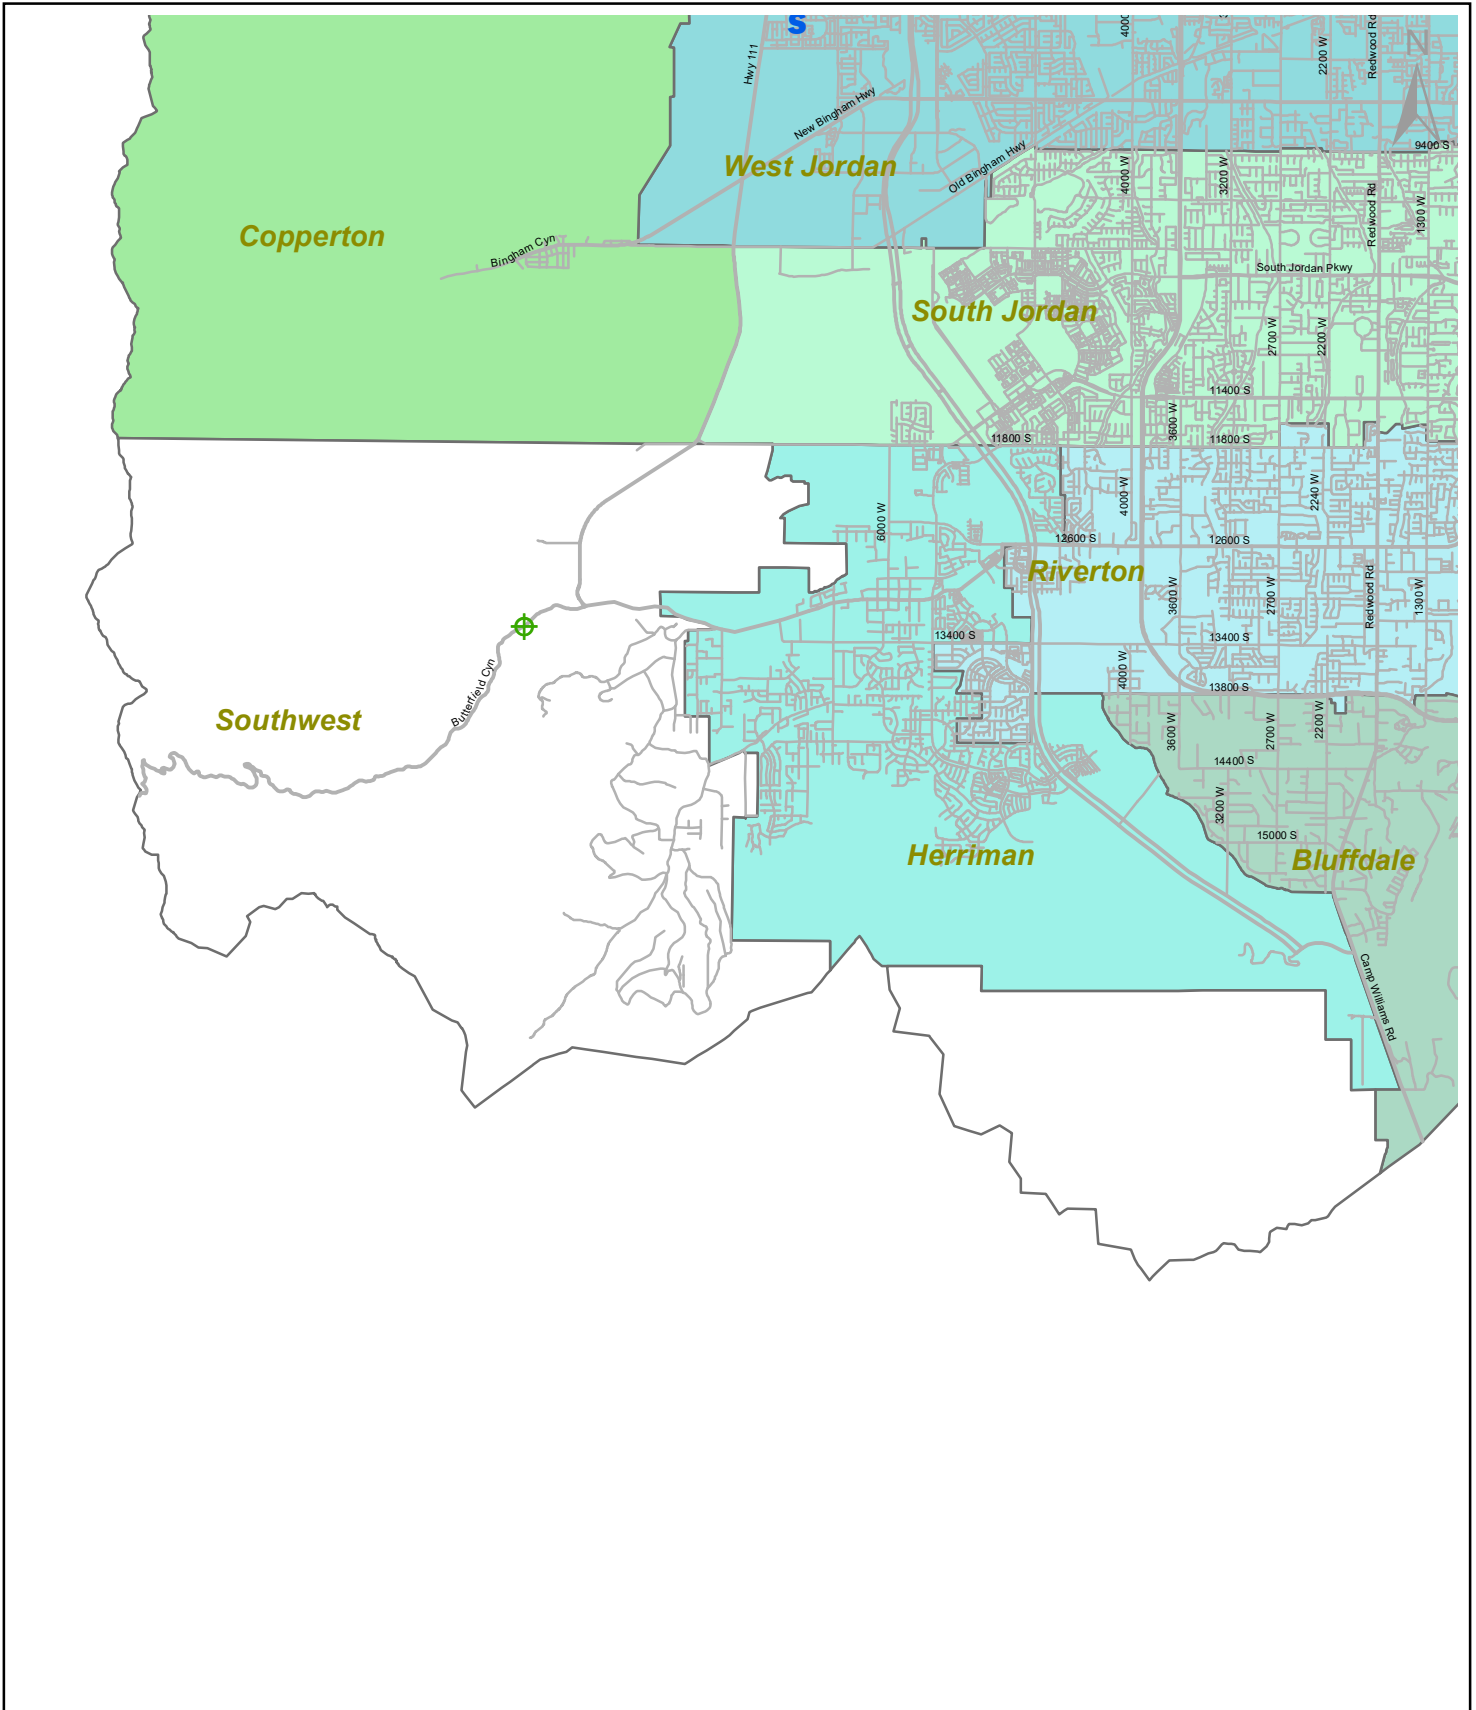 S
4000
2200 W
Redwood Rd
N
Hwy 111
New Bingham Hwy
9400 S
Old Bingham Hwy
West Jordan
4000 W
3200 W
Redwood Rd
1300 W
Copperton
Bingham Cyn
South Jordan Pkwy
South Jordan
2700 W
2200 W
11400 S
3600 W
11800 S
11800 S
6000 W
4000 W
2240 W
12600 S
12600 S
Riverton
3600 W
2700 W
Redwood Rd
1300 W
13400 S
13400 S
4000 W
13800 S
Butterfield Cyn
Southwest
3600 W
2700 W
2200 W
14400 S
3200 W
15000 S
Herriman
Bluffdale
Camp Williams Rd